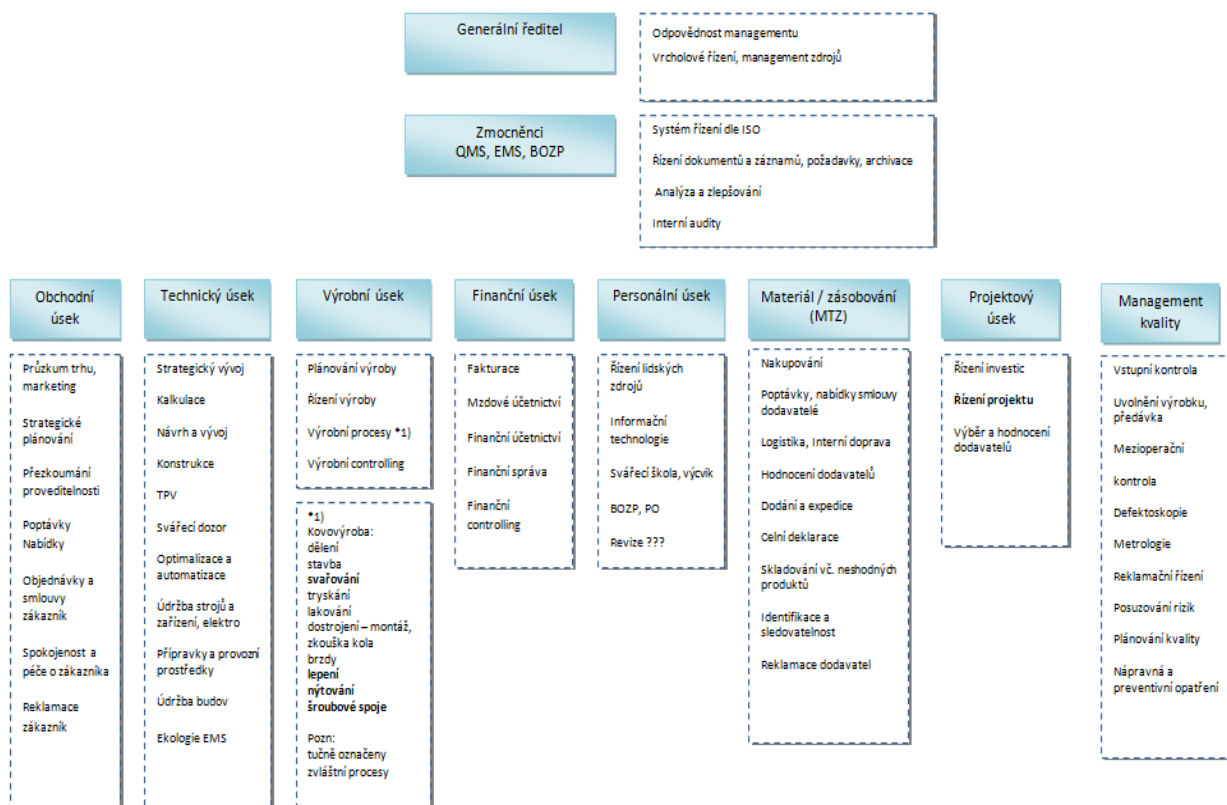 Generální ředitel
Odpovědnost managementu
Vrcholové řízení, management zdrojů
Zmocněnci
QMS, EMS, BOZP
Systém řízení dle ISO
Řízení dokumentů a záznamů, požadavky, archivace
Analýza a zlepšování
Interní audity
Obchodní
úsek
Průzkum trhu,
marketing
Strategické
plánování
Přezkoumání
proveditelnosti
Poptávky
Nabídky
Objednávky a
smlouvy
zákazník
Spokojenost a
péče o zákazníka
Reklamace
zákazník
Technický úsek
Strategický vývoj
Kalkulace
Návrh a vývoj
Konstrukce
TPV
Svářecí dozor
Optimalizace a
automatizace
Údržba strojů a
zařízení, elektro
Přípravky a provozní
prostředky
Údržba budov
Ekologie EMS
Výrobní úsek
Plánování výroby
Řízení výroby
Výrobní procesy *1)
Výrobní controlling
*1)
Kovovýroba:
dělení
stavba
svařování
tryskání
lakování
dostrojení – montáž,
zkouška kola
brzdy
lepení
nýtování
šroubové spoje
Pozn:
tučně označeny
zvláštní procesy
Finanční úsek
Fakturace
Mzdové účetnictví
Finanční účetnictví
Finanční správa
Finanční
controlling
Personální úsek
Řízení lidských
zdrojů
Informační
technologie
Svářecí škola, výcvik
BOZP, PO
Revize ???
Materiál / zásobování
(MTZ)
Nakupování
Poptávky, nabídky smlouvy
dodavatelé
Logistika, Interní doprava
Hodnocení dodavatelů
Dodání a expedice
Celní deklarace
Skladování vč. neshodných
produktů
Identifikace a
sledovatelnost
Reklamace dodavatel
Projektový
úsek
Řízení investic
Řízení projektu
Výběr a hodnocení
dodavatelů
Management
kvality
Vstupní kontrola
Uvolnění výrobku,
předávka
Mezioperační
kontrola
Defektoskopie
Metrologie
Reklamační řízení
Posuzování rizik
Plánování kvality
Nápravná a
preventivní opatření